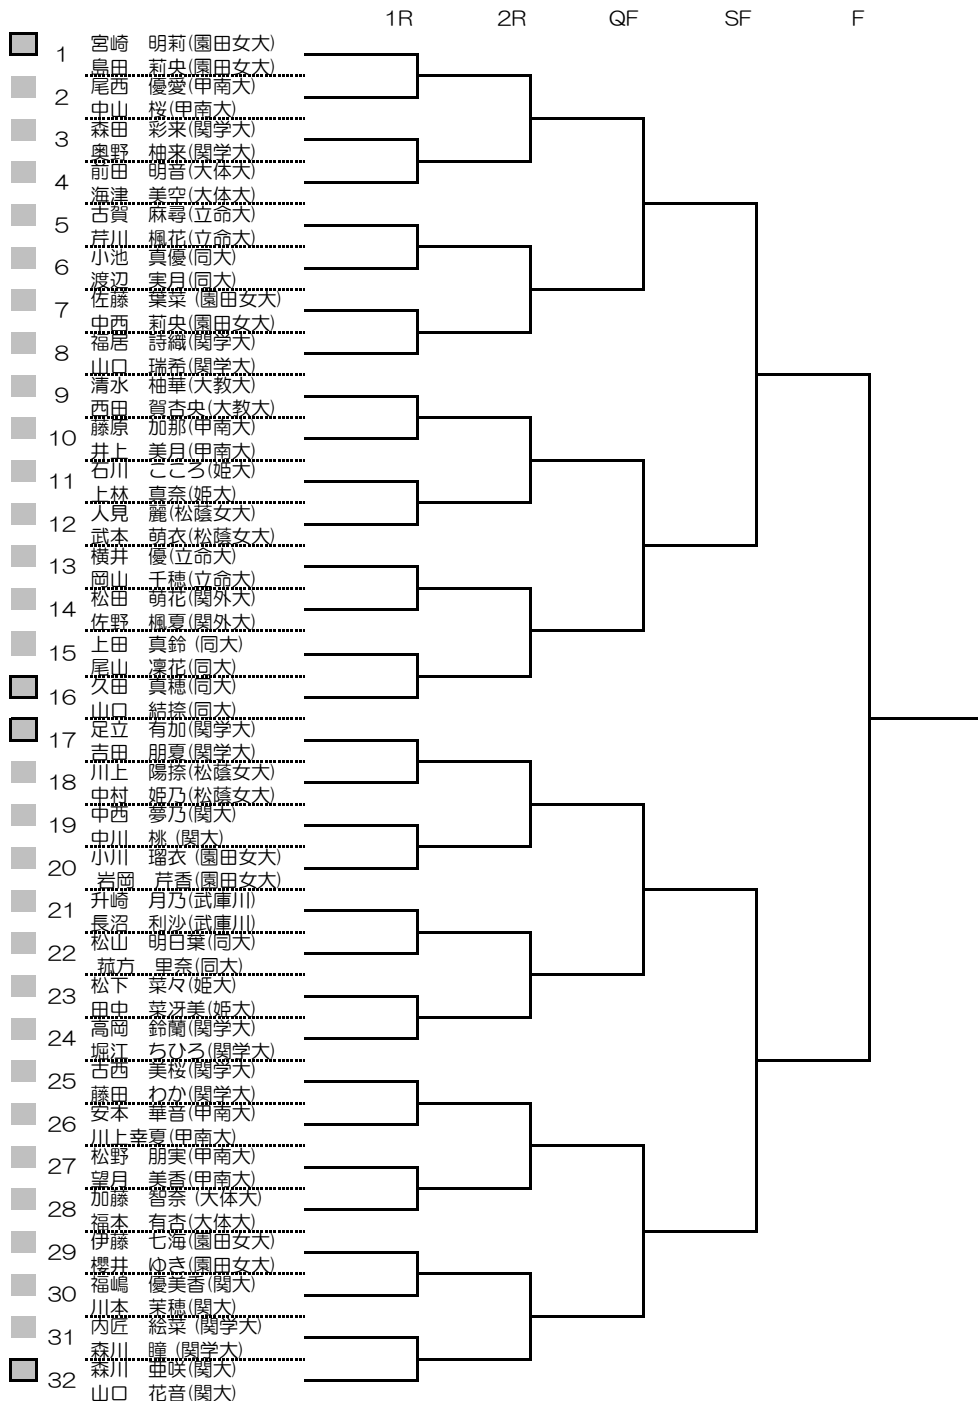 1R 2R QF SF F
1 宮崎 明莉(園田女大)
島田 莉央(園田女大)
2 尾西 優愛(甲南大)
中山 桜(甲南大)
3 森田 彩来(関学大)
奥野 柚来(関学大)
4 前田 明音(大体大)
海津 美空(大体大)
5 古賀 麻尋(立命大)
芹川 楓花(立命大)
6 小池 真優(同大)
渡辺 実月(同大)
7 佐藤 葉菜 (園田女大)
中西 莉央(園田女大)
8 福居 詩織(関学大)
山口 瑞希(関学大)
9 清水 柚華(大教大)
西田 賀杏央(大教大)
10 藤原 加那(甲南大)
井上 美月(甲南大)
11 石川 こころ(姫大)
上林 真奈(姫大)
12 人見 麗(松蔭女大)
武本 萌衣(松蔭女大)
13 横井 優(立命大)
岡山 千穂(立命大)
14 松田 萌花(関外大)
佐野 楓夏(関外大)
15 上田 真鈴 (同大)
尾山 凜花(同大)
16 久田 真穂(同大)
山口 結捺(同大)
17 足立 有加(関学大)
吉田 朋夏(関学大)
18 川上 陽捺(松蔭女大)
中村 姫乃(松蔭女大)
19 中西 夢乃(関大)
中川 桃 (関大)
20 小川 瑠衣 (園田女大)
岩岡 芹香(園田女大)
21 升崎 月乃(武庫川)
長沼 利沙(武庫川)
22 松山 明日葉(同大)
菰方 里奈(同大)
23 松下 菜々(姫大)
田中 菜冴美(姫大)
24 高岡 鈴蘭(関学大)
堀江 ちひろ(関学大)
25 吉西 美桜(関学大)
藤田 わか(関学大)
26 安本 華音(甲南大)
川上幸夏(甲南大)
27 松野 朋実(甲南大)
望月 美香(甲南大)
28 加藤 智奈 (大体大)
福本 有杏(大体大)
29 伊藤 七海(園田女大)
櫻井 ゆき(園田女大)
30 福嶋 優美香(関大)
川本 茉穂(関大)
31 内匠 絵菜 (関学大)
森川 瞳 (関学大)
32 森川 亜咲(関大)
山口 花音(関大)